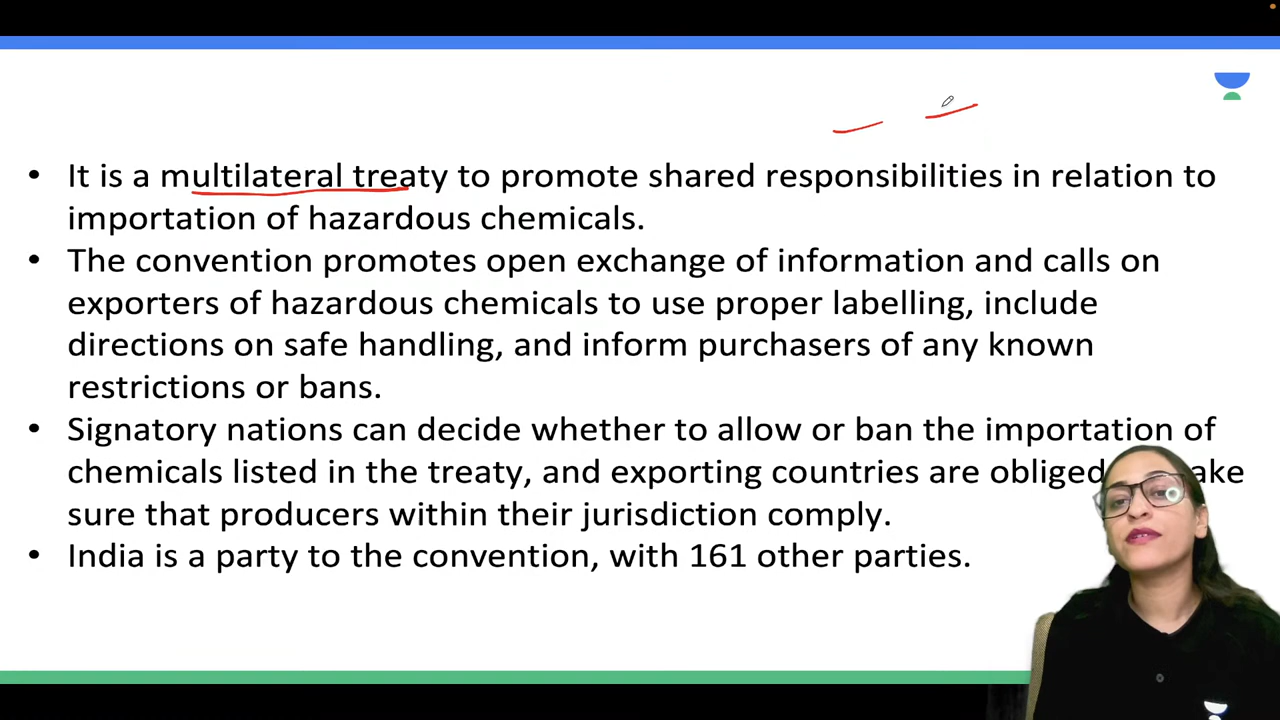 • It is a multilateral treaty to promote shared responsibilities in relation to
importation of hazardous chemicals.
• The convention promotes open exchange of information and calls on
exporters of hazardous chemicals to use proper labelling, include
directions on safe handling, and inform purchasers of any known
restrictions or bans.
• Signatory nations can decide whether to allow or ban the importation of
chemicals listed in the treaty, and exporting countries are obliged
sure that producers within their jurisdiction comply.
• India is a party to the convention, with 161 other parties.